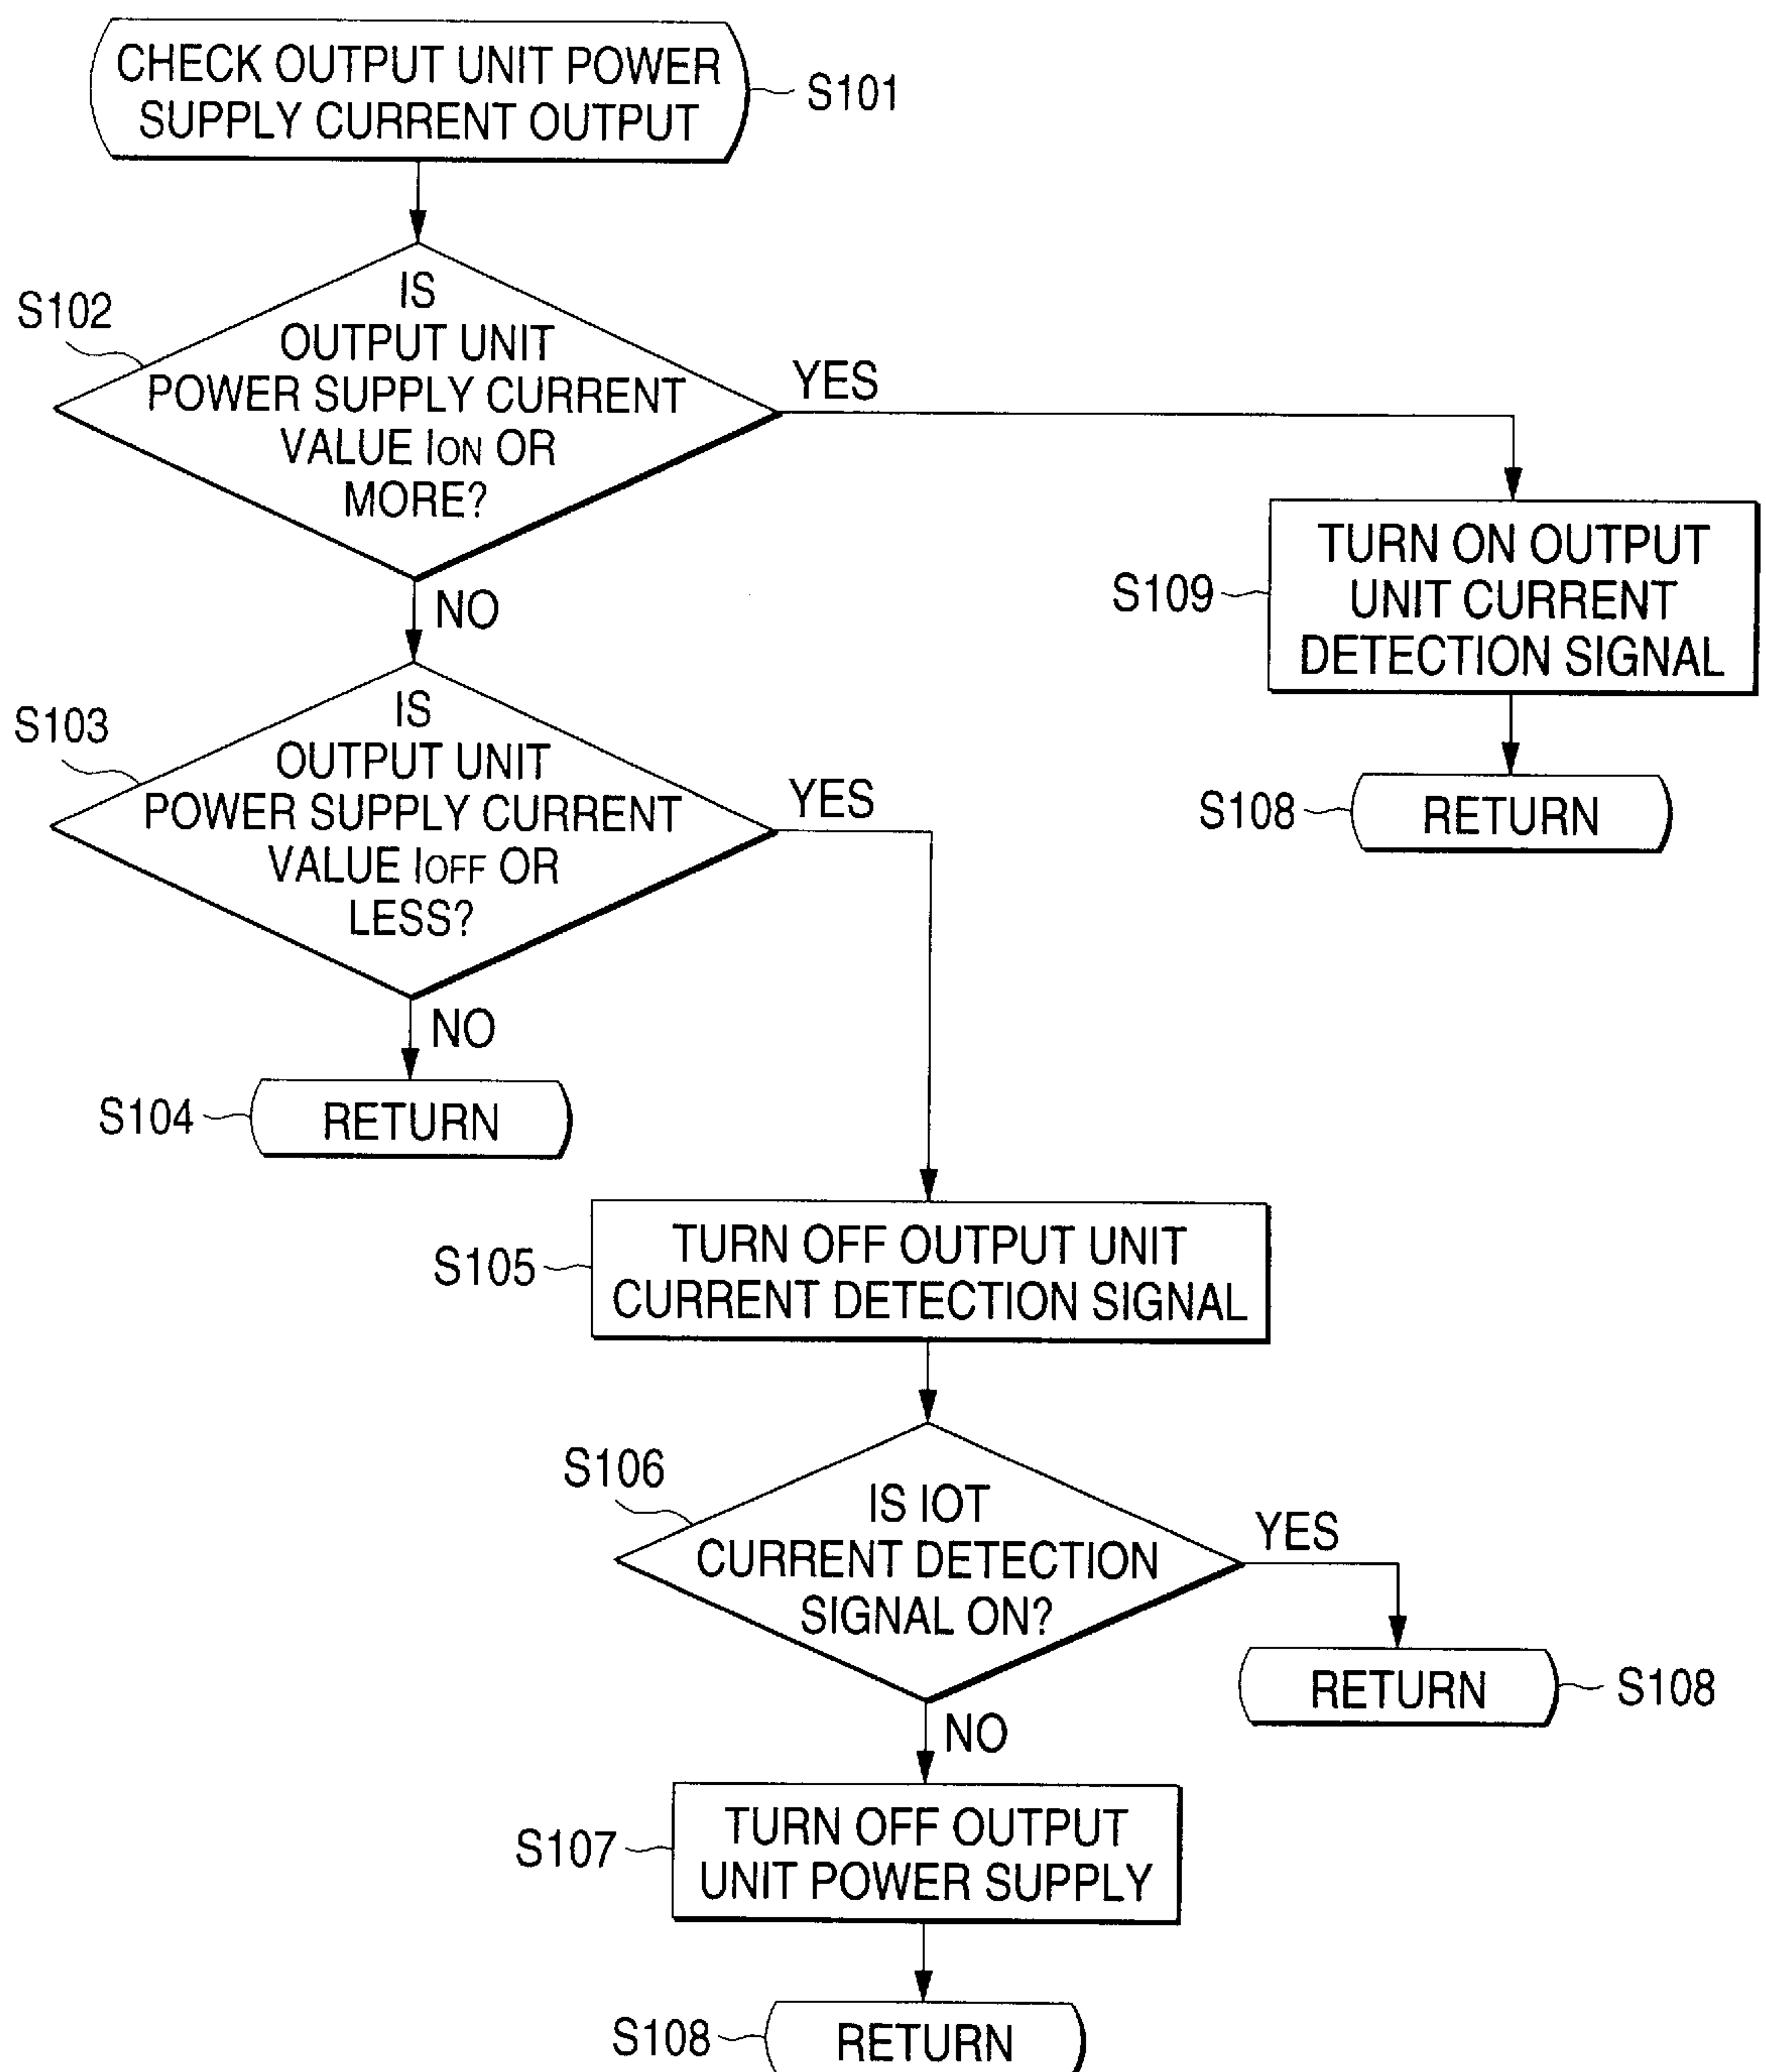 CHECK OUTPUT UNIT POWER
SUPPLY CURRENT OUTPUT
S101
S102
IS
OUTPUT UNIT
POWER SUPPLY CURRENT
VALUE ION OR
MORE?
YES
NO
S109
TURN ON OUTPUT
UNIT CURRENT
DETECTION SIGNAL
S108
RETURN
S103
IS
OUTPUT UNIT
POWER SUPPLY CURRENT
VALUE IOFF OR
LESS?
YES
NO
S104
RETURN
S105
TURN OFF OUTPUT UNIT
CURRENT DETECTION SIGNAL
S106
IS IOT
CURRENT DETECTION
SIGNAL ON?
YES
RETURN
S108
NO
S107
TURN OFF OUTPUT
UNIT POWER SUPPLY
S108
RETURN